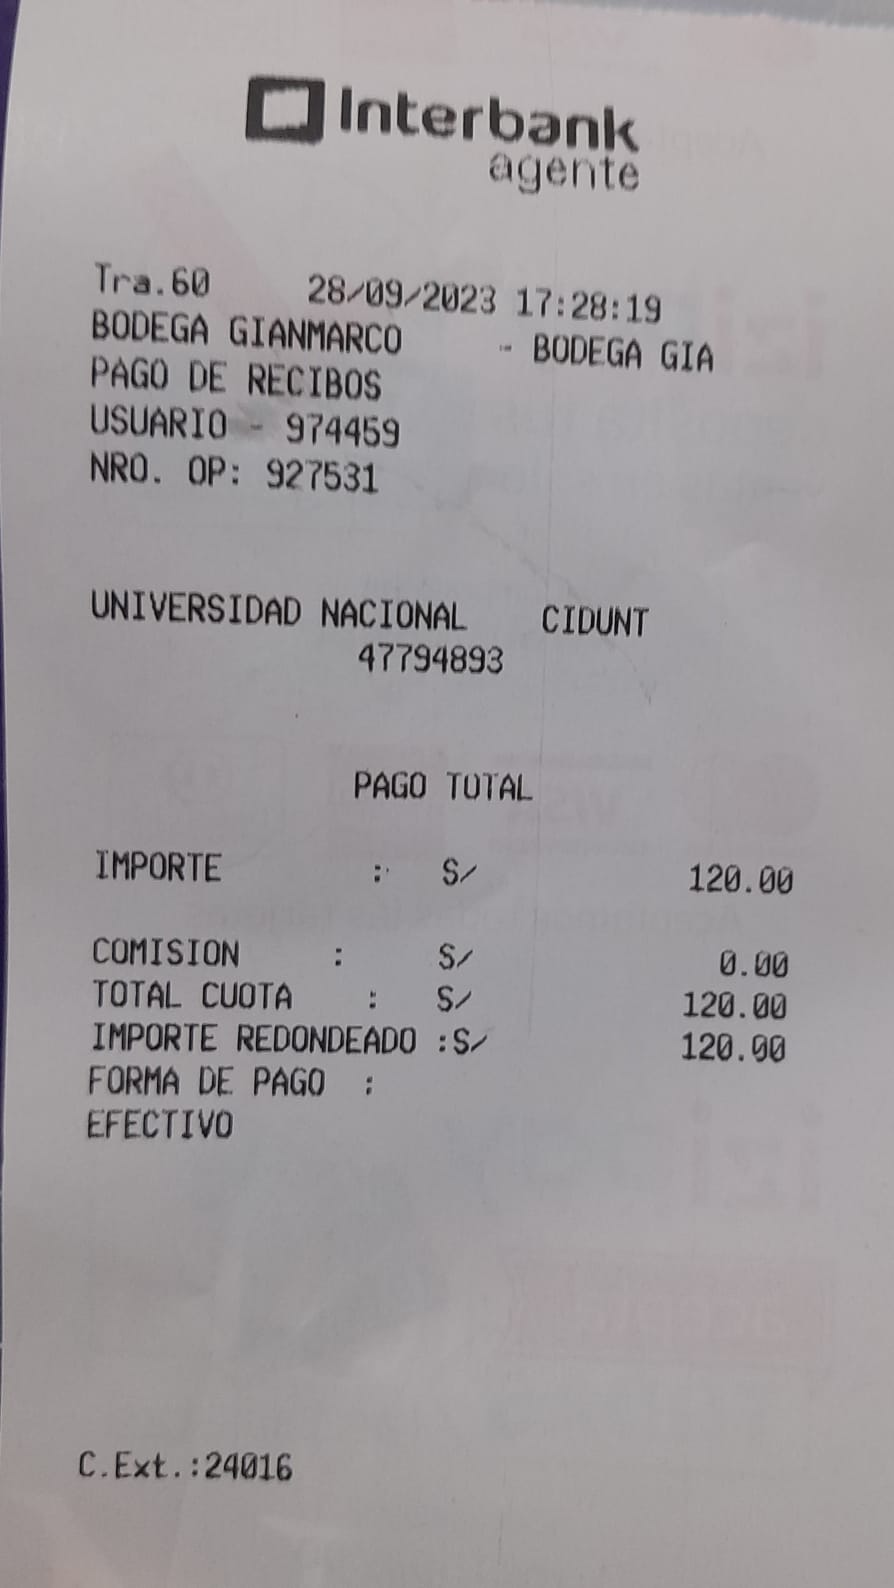 Interbank
agente
Tra.60 28/09/2023 17:28:19
BODEGA GIANMARCO - BODEGA GIA
PAGO DE RECIBOS
USUARIO - 974459
NRO. OP: 927531
UNIVERSIDAD NACIONAL CIDUNT
47794893
PAGO TOTAL
IMPORTE : S/ 120.00
COMISION : S/ 0.00
TOTAL CUOTA : S/ 120.00
IMPORTE REDONDEADO :S/ 120.00
FORMA DE PAGO :
EFECTIVO
C.Ext.:24016